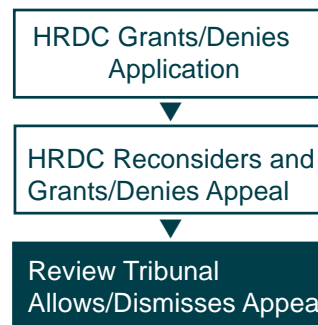 HRDC Grants/Denies
Application
HRDC Reconsiders and
Grants/Denies Appeal
Review Tribunal
Allows/Dismisses Appea